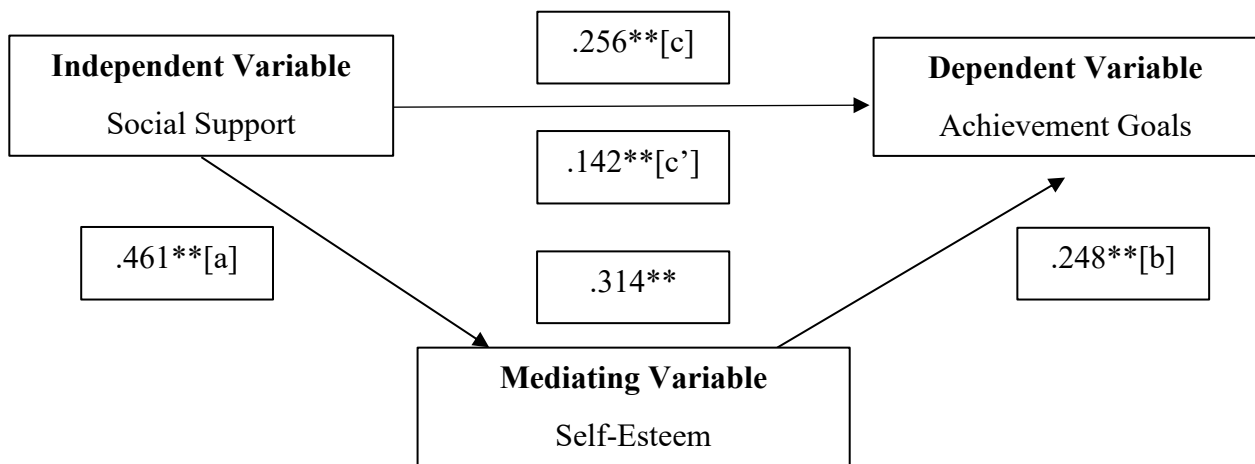 .256**[c]
Independent Variable
Social Support
Dependent Variable
Achievement Goals
.142**[c’]
.461**[a]
.314**
.248**[b]
Mediating Variable
Self-Esteem